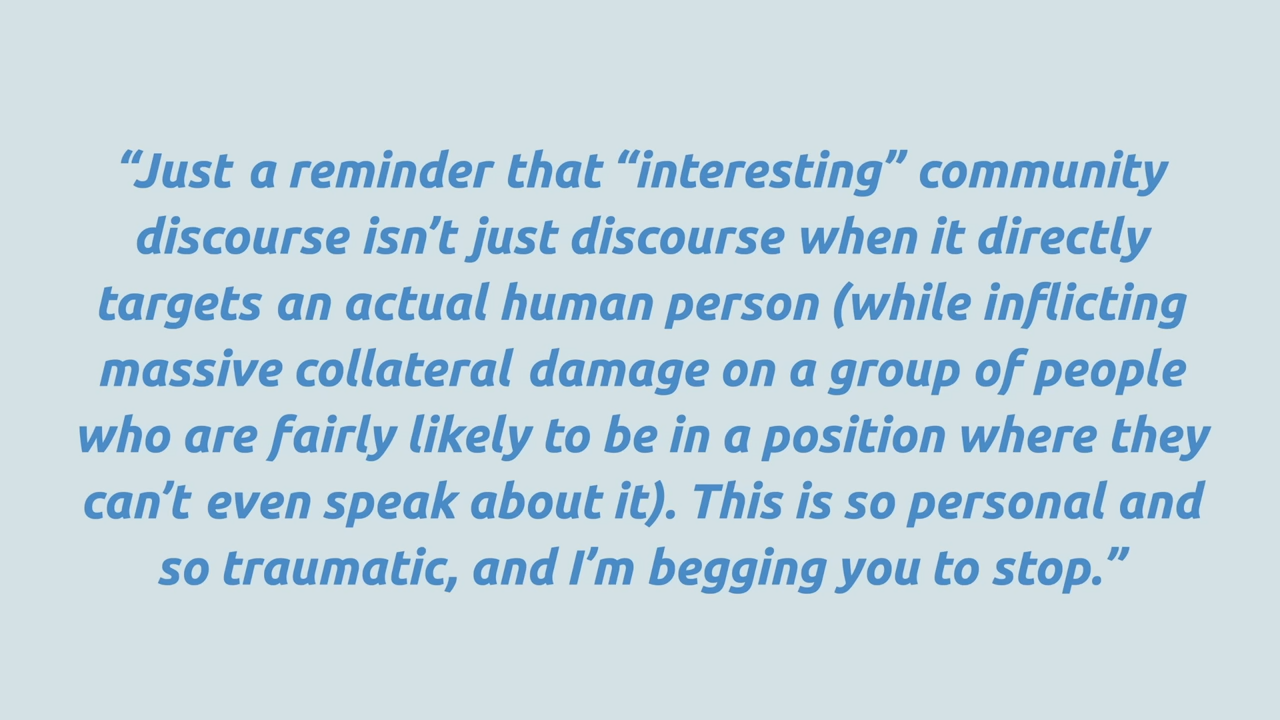 “Just a reminder that “interesting” community
discourse isn’t just discourse when it directly
targets an actual human person (while inflicting
massive collateral damage on a group of people
who are fairly likely to be in a position where they
can’t even speak about it). This is so personal and
so traumatic, and I’m begging you to stop.”